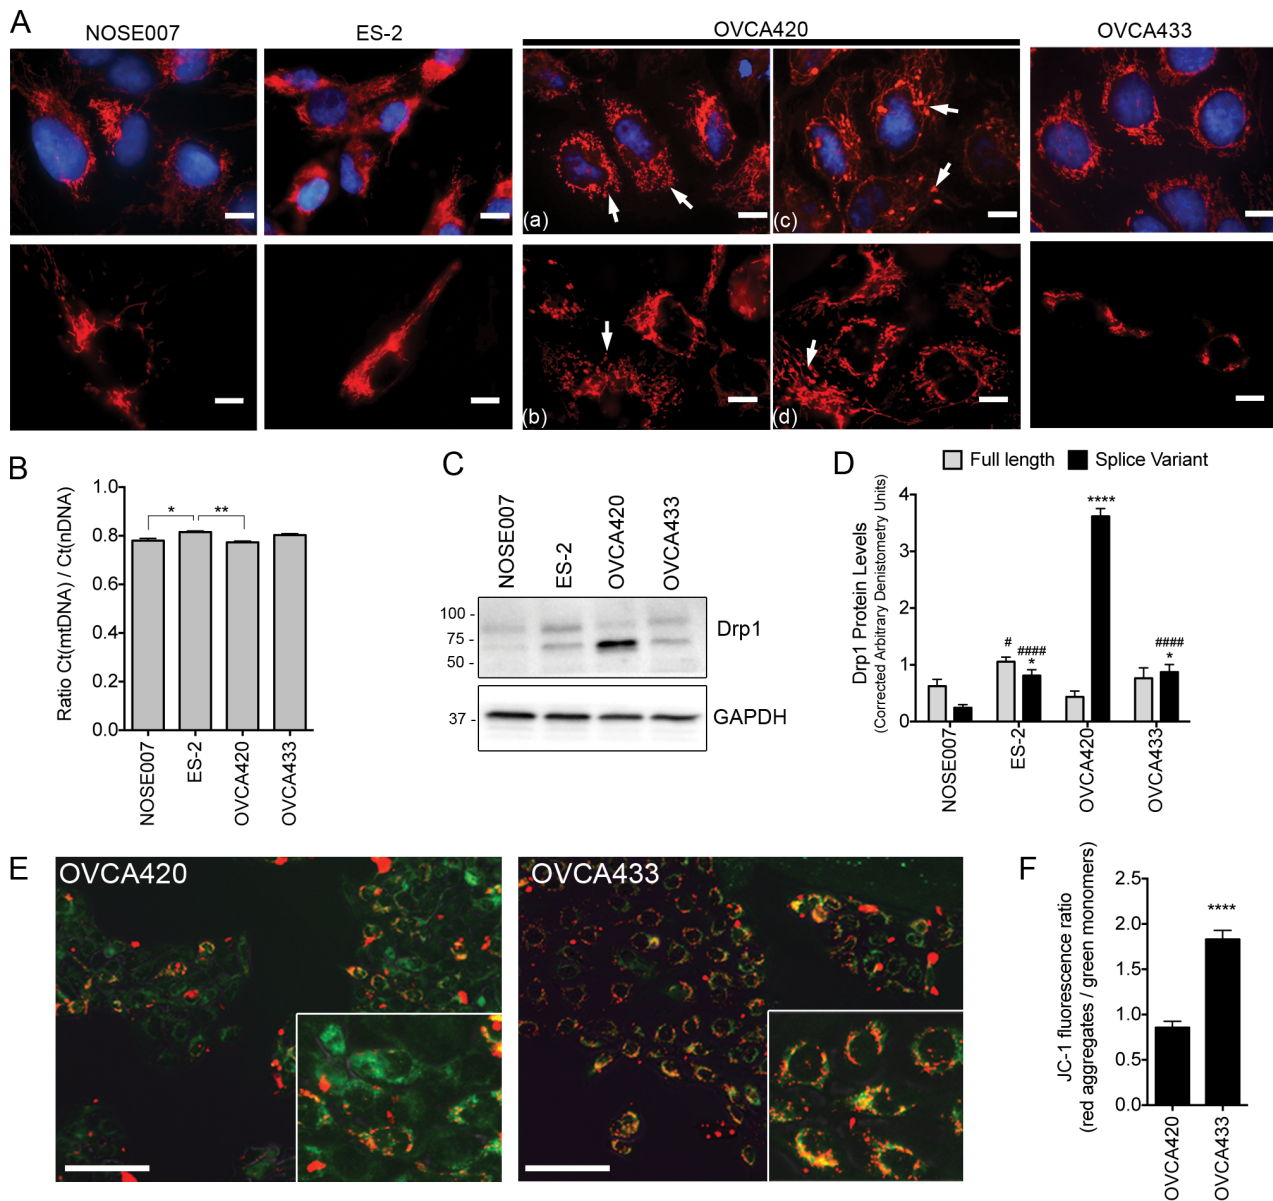 A
NOSE007
ES-2
OVCA420
OVCA433
(a)
(c)
(b)
(d)
B
Ratio Ct(mtDNA) / Ct(nDNA)
1.0
0.8
0.6
0.4
0.2
0.0
*
**
NOSE007
ES-2
OVCA420
OVCA433
C
NOSE007
ES-2
OVCA420
OVCA433
100 -
75 -
50 -
Drp1
37 -
GAPDH
D
Full length
Splice Variant
Drp1 Protein Levels
(Corrected Arbitrary Denistometry Units)
4
3
2
1
0
#
####
*
****
####
*
NOSE007
ES-2
OVCA420
OVCA433
E
OVCA420
OVCA433
F
JC-1 fluorescence ratio
(red aggregates / green monomers)
2.5
2.0
1.5
1.0
0.5
0.0
****
OVCA420
OVCA433